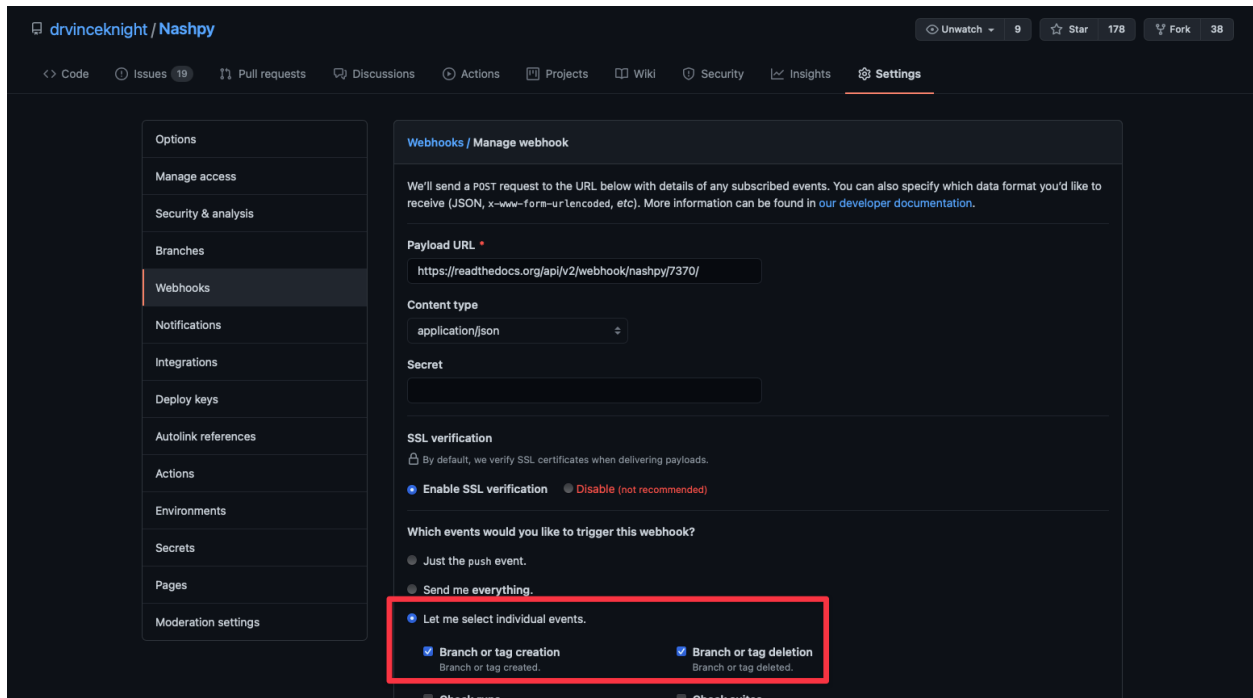 drvinceknight / Nashpy
Unwatch 9 Star 178 Fork 38
Code Issues 19 Pull requests Discussions Actions Projects Wiki Security Insights Settings
Options
Manage access
Security & analysis
Branches
Webhooks
Notifications
Integrations
Deploy keys
Autolink references
Actions
Environments
Secrets
Pages
Moderation settings
Webhooks / Manage webhook
We'll send a POST request to the URL below with details of any subscribed events. You can also specify which data format you'd like to
receive (JSON, x-www-form-urlencoded, etc). More information can be found in our developer documentation.
Payload URL *
https://readthedocs.org/api/v2/webhook/nashpy/7370/
Content type
application/json
Secret
SSL verification
By default, we verify SSL certificates when delivering payloads.
Enable SSL verification Disable (not recommended)
Which events would you like to trigger this webhook?
Just the push event.
Send me everything.
Let me select individual events.
Branch or tag creation Branch or tag deletion
Branch or tag created. Branch or tag deleted.